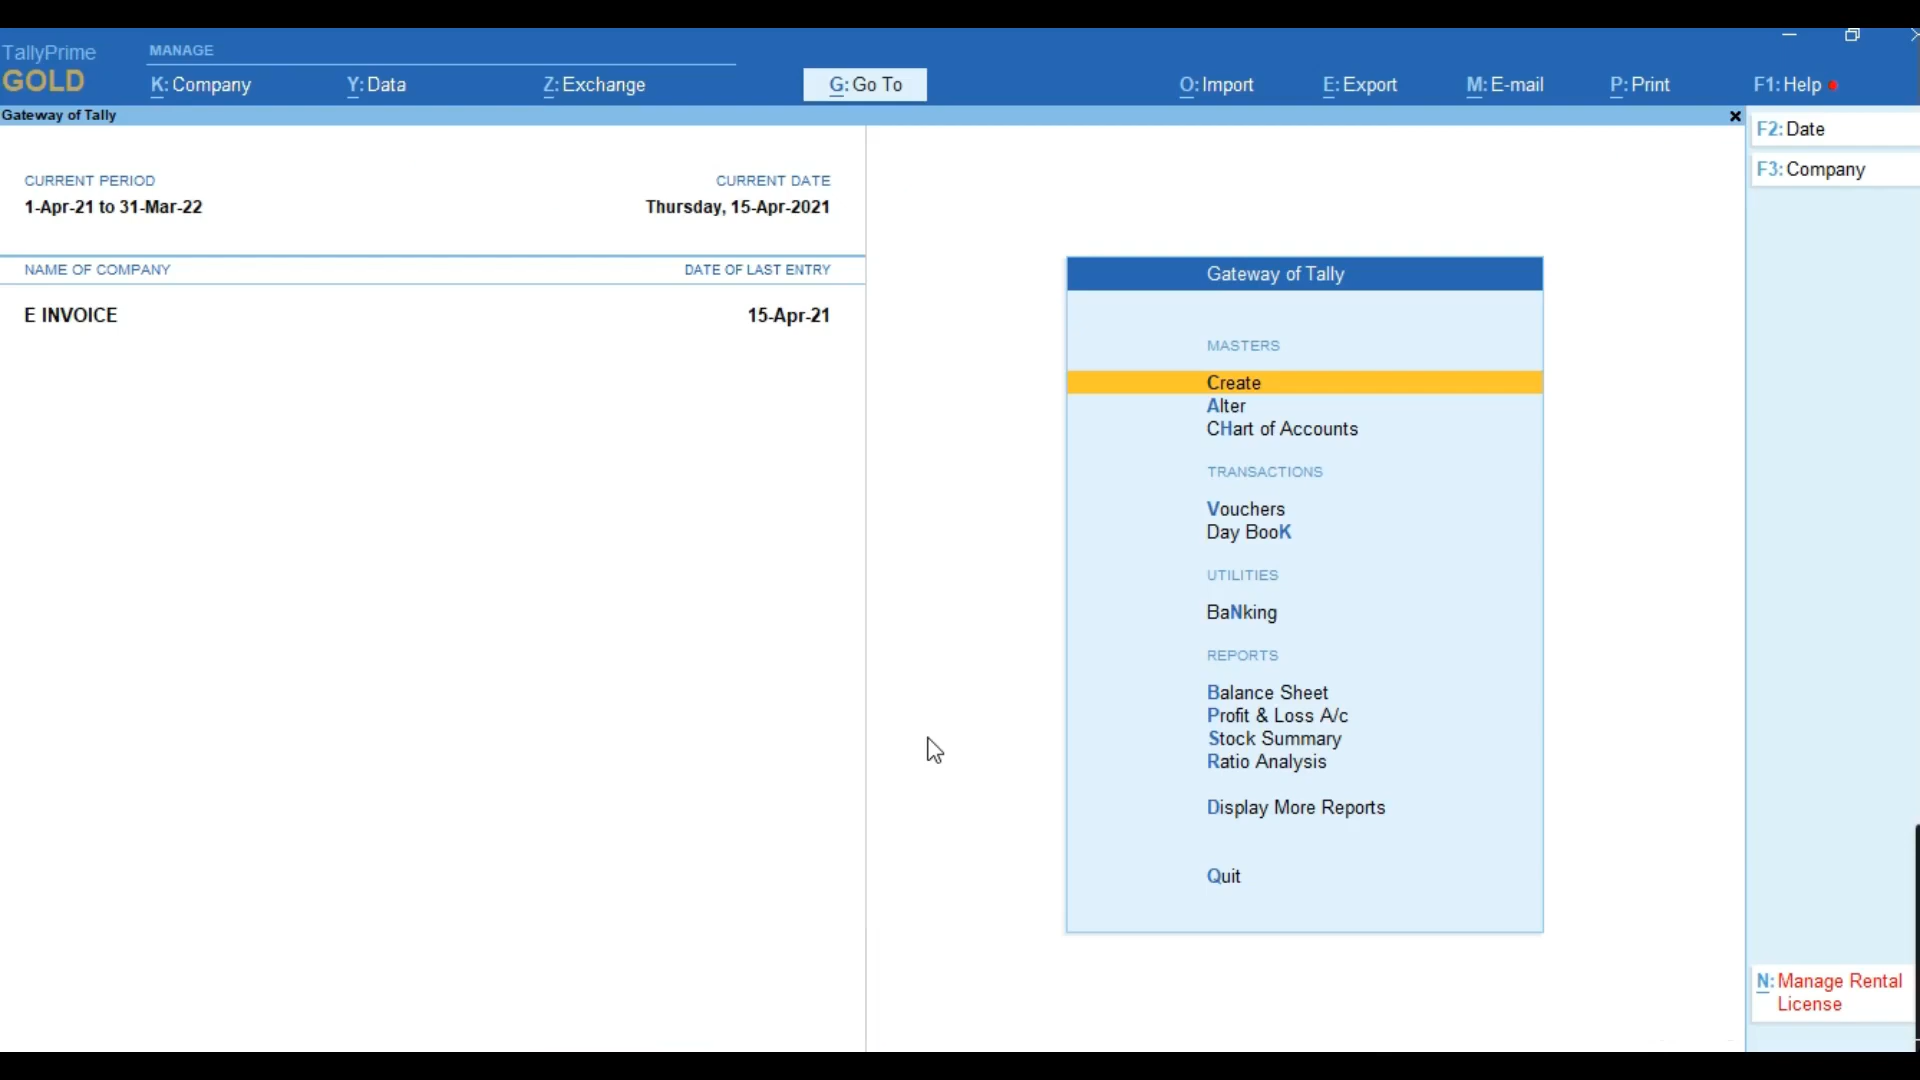 TallyPrime
GOLD
MANAGE
K: Company
Y: Data
Z: Exchange
G: Go To
O: Import
E: Export
M: E-mail
P: Print
F1: Help
Gateway of Tally
F2: Date
F3: Company
CURRENT PERIOD
CURRENT DATE
1-Apr-21 to 31-Mar-22
Thursday, 15-Apr-2021
NAME OF COMPANY
DATE OF LAST ENTRY
E INVOICE
15-Apr-21
Gateway of Tally
MASTERS
Create
Alter
CHart of Accounts
TRANSACTIONS
Vouchers
Day BooK
UTILITIES
BaNking
REPORTS
Balance Sheet
Profit & Loss A/c
Stock Summary
Ratio Analysis
Display More Reports
Quit
N: Manage Rental
License